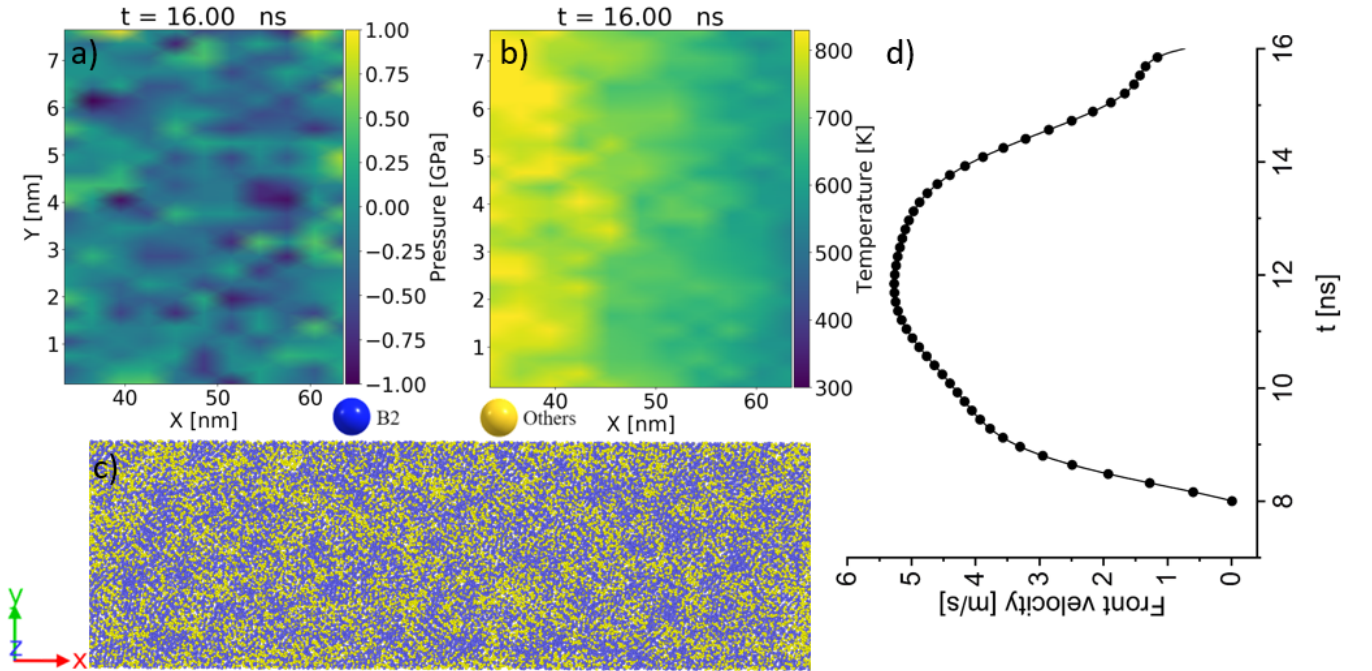 t = 16.00 ns
a)
7
6
5
4
3
2
1
Y [nm]
40
50
60
X [nm]
1.00
0.75
0.50
0.25
0.00
−0.25
−0.50
−0.75
−1.00
Pressure [GPa]
t = 16.00 ns
b)
7
6
5
4
3
2
1
40
50
60
X [nm]
800
700
600
500
400
300
Temperature [K]
B2
Others
c)
y
z
x
d)
16
14
12
10
8
t [ns]
6
5
4
3
2
1
0
Front velocity [m/s]